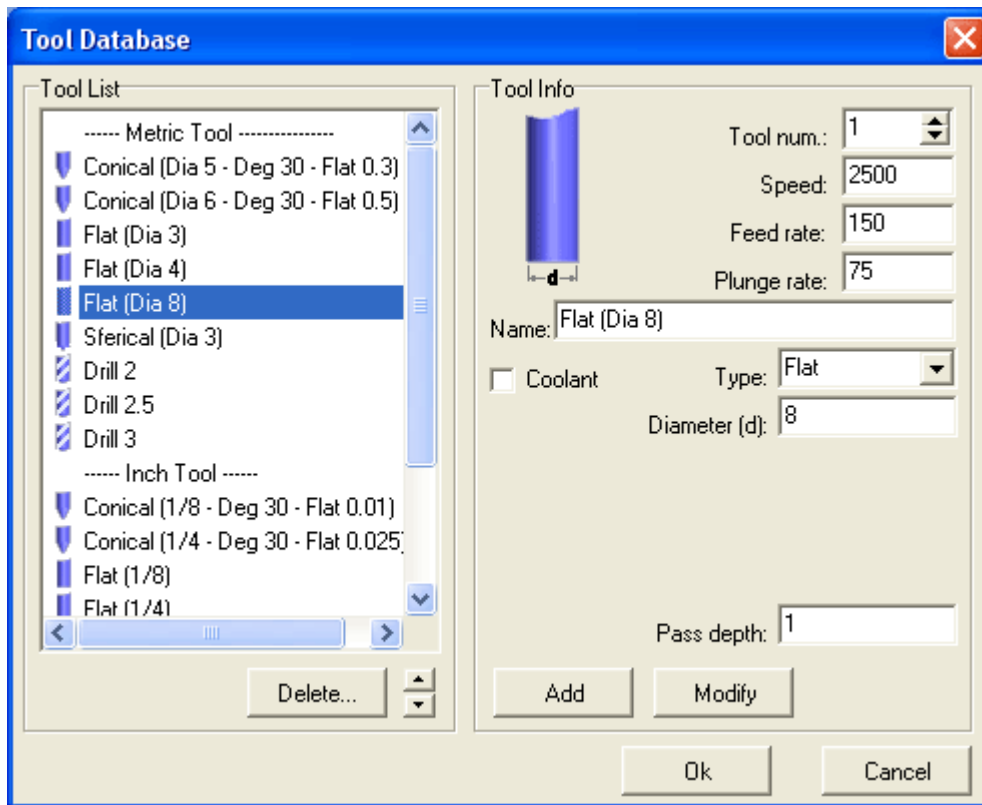 Tool Database
Tool List
------ Metric Tool ----------------
Conical (Dia 5 - Deg 30 - Flat 0.3)
Conical (Dia 6 - Deg 30 - Flat 0.5)
Flat (Dia 3)
Flat (Dia 4)
Flat (Dia 8)
Sferical (Dia 3)
Drill 2
Drill 2.5
Drill 3
------ Inch Tool ------
Conical (1/8 - Deg 30 - Flat 0.01)
Conical (1/4 - Deg 30 - Flat 0.025)
Flat (1/8)
Flat (1/4)
Delete...
Tool Info
d
Tool num.: 1
Speed: 2500
Feed rate: 150
Plunge rate: 75
Name: Flat (Dia 8)
Coolant
Type: Flat
Diameter (d): 8
Pass depth: 1
Add Modify
Ok Cancel